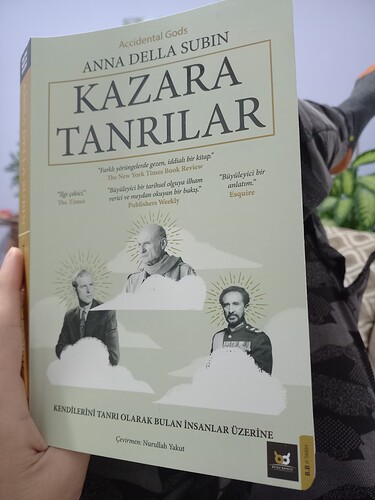 Accidental Gods
ANNA DELLA SUBIN
KAZARA
TANRILAR
"Farklı yörüngelerde gezen, iddialı bir kitap."
The New York Times Book Review
"İlgi çekici."
The Times
"Büyüleyici bir tarihsel olguya ilham
verici ve meydan okuyan bir bakış."
Publishers Weekly
"Büyüleyici bir
anlatım."
Esquire
KENDİLERİNİ TANRI OLARAK BULAN İNSANLAR ÜZERİNE
Çevirmen: Nurullah Yakut